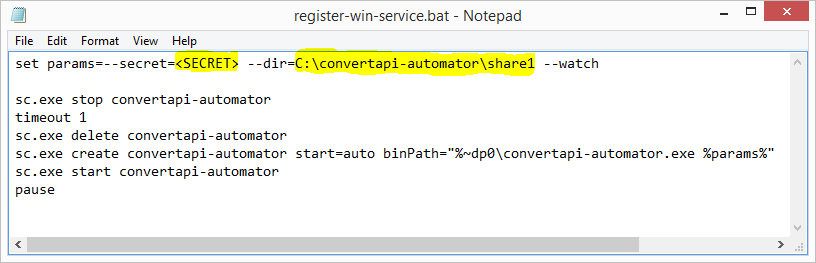 register-win-service.bat - Notepad
File Edit Format View Help
set params=--secret=<SECRET> --dir=C:\convertapi-automator\share1 --watch
sc.exe stop convertapi-automator
timeout 1
sc.exe delete convertapi-automator
sc.exe create convertapi-automator start=auto binPath="%~dp0\convertapi-automator.exe %params%"
sc.exe start convertapi-automator
pause